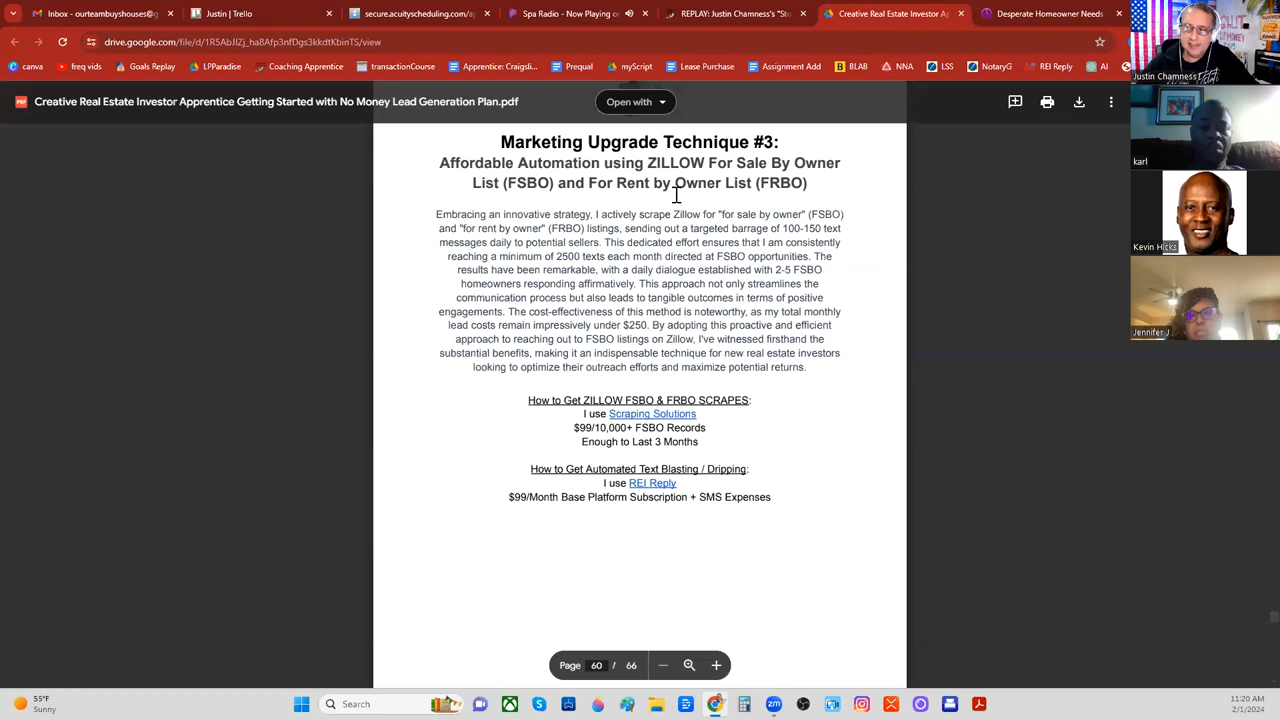 Inbox - ourteambuyshouses@g
Justin | Trello
secure.acuityscheduling.com/a
Spa Radio - Now Playing o
REPLAY: Justin Chamness's "Sto
Creative Real Estate Investor Ap
Desperate Homeowner Needs
drive.google.com/file/d/1R5AbJIZj_ha8Afp3nfDgs3kkdtKbinTS/view
canva
freq vids
Goals Replay
LPParadise
Coaching Apprentice
transactionCourse
Apprentice: Craigsli...
Prequal
myScript
Lease Purchase
Assignment Add
BLAB
NNA
LSS
NotaryG
REI Reply
Creative Real Estate Investor Apprentice Getting Started with No Money Lead Generation Plan.pdf
Open with
Justin Chamness
karl
Kevin Hicks
Jennifer J
Marketing Upgrade Technique #3:
Affordable Automation using ZILLOW For Sale By Owner
List (FSBO) and For Rent by Owner List (FRBO)
Embracing an innovative strategy, I actively scrape Zillow for "for sale by owner" (FSBO)
and "for rent by owner" (FRBO) listings, sending out a targeted barrage of 100-150 text
messages daily to potential sellers. This dedicated effort ensures that I am consistently
reaching a minimum of 2500 texts each month directed at FSBO opportunities. The
results have been remarkable, with a daily dialogue established with 2-5 FSBO
homeowners responding affirmatively. This approach not only streamlines the
communication process but also leads to tangible outcomes in terms of positive
engagements. The cost-effectiveness of this method is noteworthy, as my total monthly
lead costs remain impressively under $250. By adopting this proactive and efficient
approach to reaching out to FSBO listings on Zillow, I've witnessed firsthand the
substantial benefits, making it an indispensable technique for new real estate investors
looking to optimize their outreach efforts and maximize potential returns.
How to Get ZILLOW FSBO & FRBO SCRAPES:
I use Scraping Solutions
$99/10,000+ FSBO Records
Enough to Last 3 Months
How to Get Automated Text Blasting / Dripping:
I use REI Reply
$99/Month Base Platform Subscription + SMS Expenses
Page 60 / 66
55°F
Sunny
Search
11:20 AM
2/1/2024